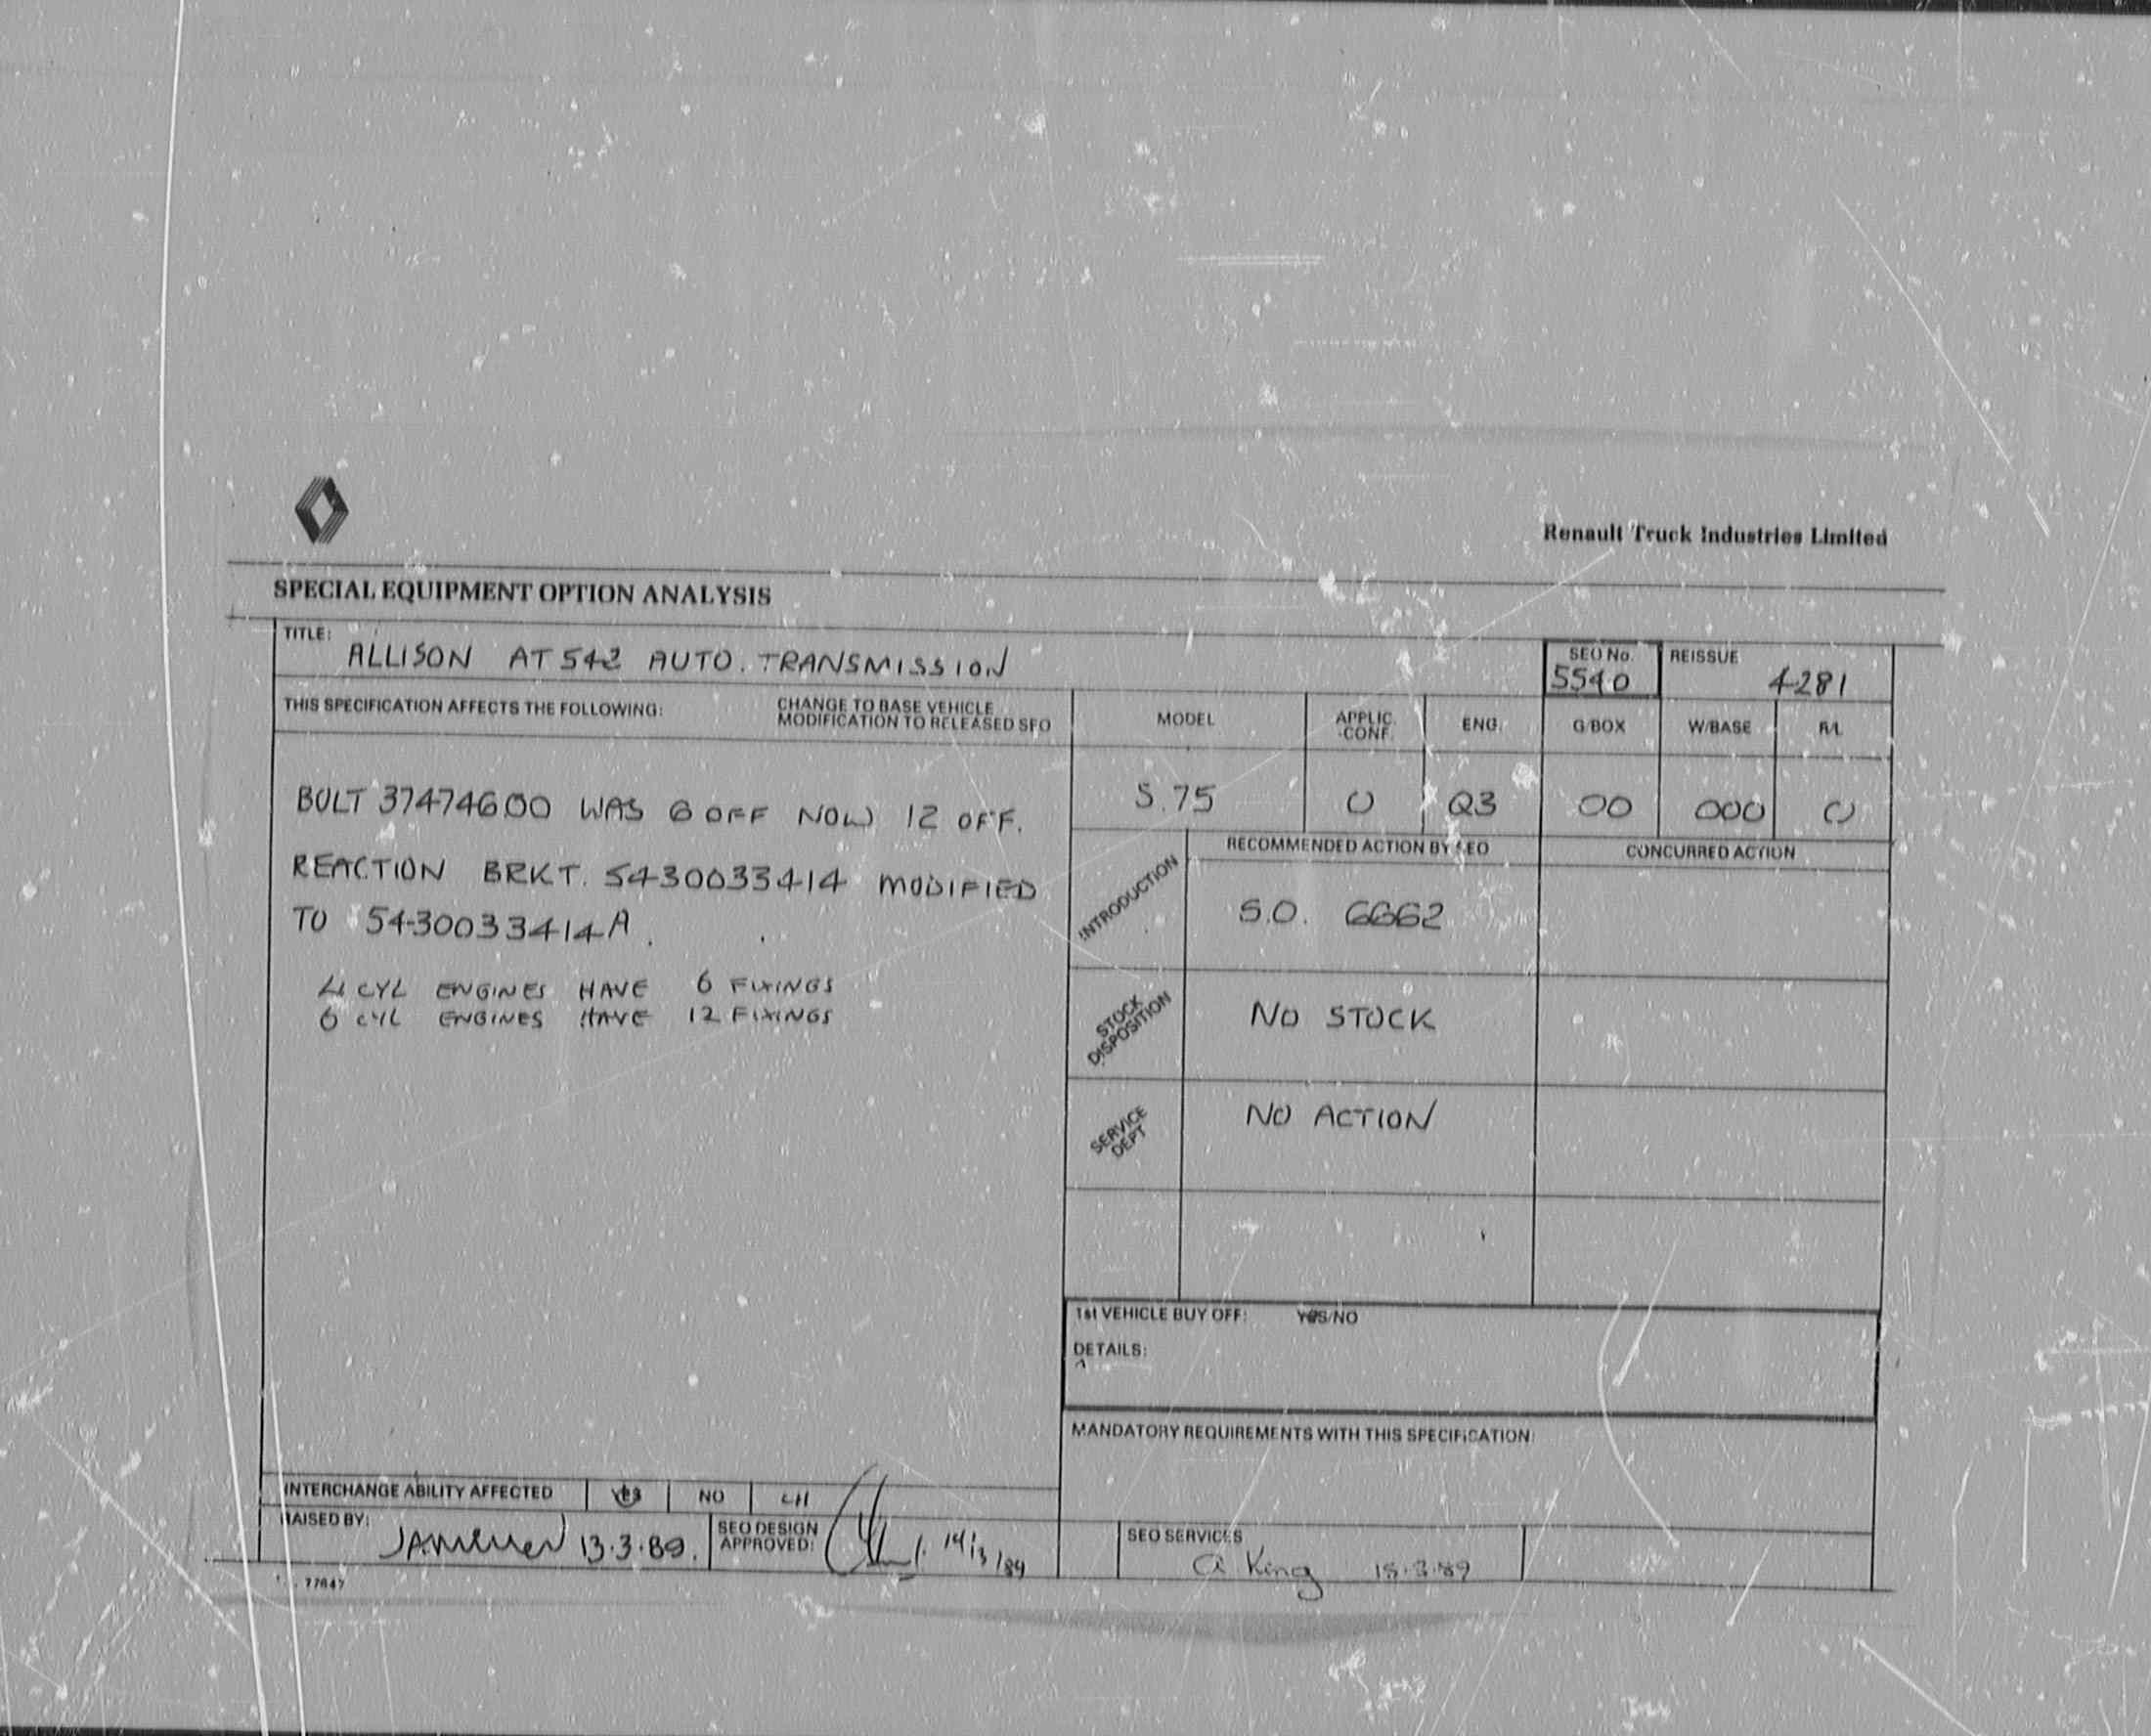 Renault Truck Industries Limited
SPECIAL EQUIPMENT OPTION ANALYSIS
TITLE:
ALLISON AT 542 AUTO. TRANSMISSION
SEO No.
5540
REISSUE
4281
THIS SPECIFICATION AFFECTS THE FOLLOWING:
CHANGE TO BASE VEHICLE
MODIFICATION TO RELEASED SEO
MODEL
APPLIC.
CONF.
ENG.
G/BOX
W/BASE
R/L
S.75
0
Q3
00
000
0
BOLT 37474600 WAS 6 OFF NOW 12 OFF.
REACTION BRKT. 5430033414 MODIFIED
TO 5430033414A.
4 CYL ENGINES HAVE 6 FIXINGS
6 CYL ENGINES HAVE 12 FIXINGS
RECOMMENDED ACTION BY SEO
CONCURRED ACTION
INTRODUCTION
S.O. 6662
STOCK
DISPOSITION
NO STOCK
SERVICE
DEPT
NO ACTION
1st VEHICLE BUY OFF: YES/NO
DETAILS:
MANDATORY REQUIREMENTS WITH THIS SPECIFICATION:
INTERCHANGE ABILITY AFFECTED
YES
NO
RAISED BY:
13.3.89.
SEO DESIGN
APPROVED:
14/3/89
SEO SERVICES
A King 15.3.89
77647